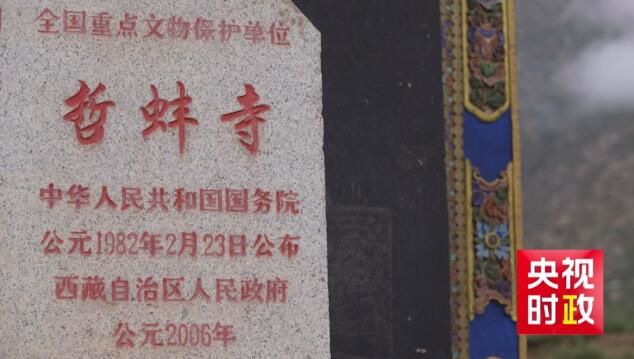 全国重点文物保护单位
哲蚌寺
中华人民共和国国务院
公元1982年2月23日公布
西藏自治区人民政府
公元2006年
央视
时政